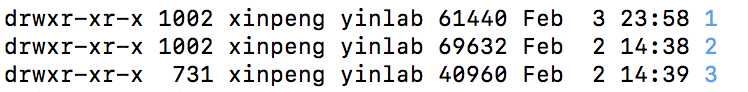 drwxr-xr-x 1002 xinpeng yinlab 61440 Feb  3 23:58 1
drwxr-xr-x 1002 xinpeng yinlab 69632 Feb  2 14:38 2
drwxr-xr-x  731 xinpeng yinlab 40960 Feb  2 14:39 3